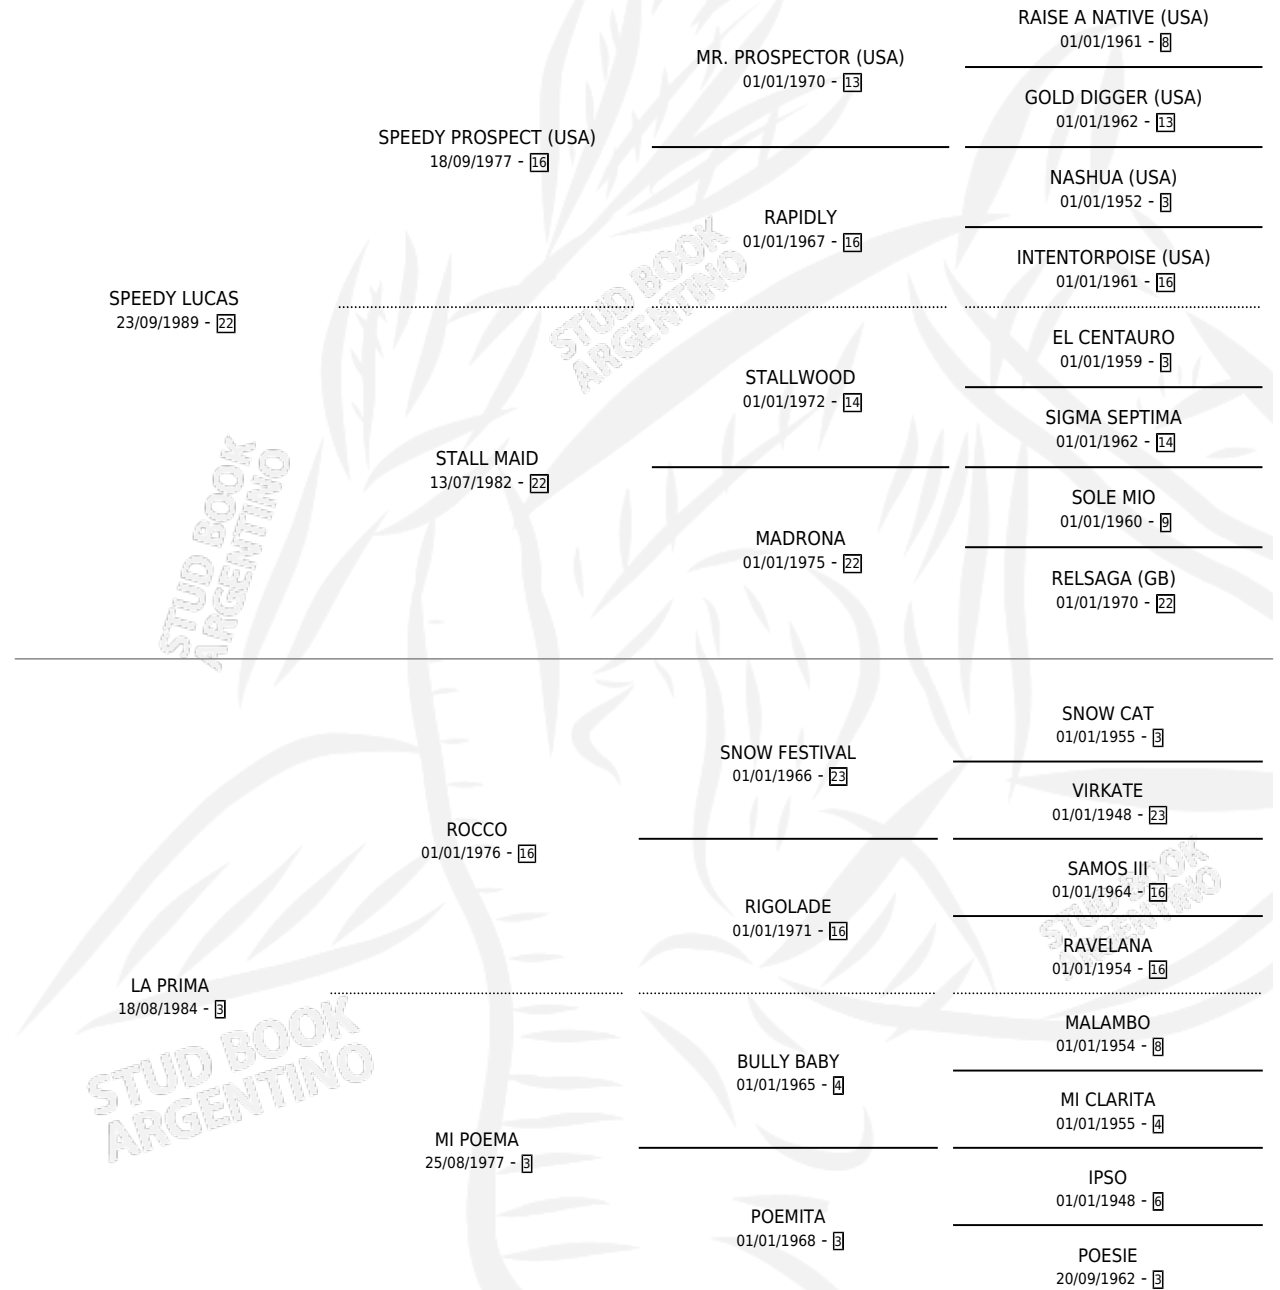 RAISE A NATIVE (USA)
01/01/1961 - 8
MR. PROSPECTOR (USA)
01/01/1970 - 13
GOLD DIGGER (USA)
01/01/1962 - 13
SPEEDY PROSPECT (USA)
18/09/1977 - 16
NASHUA (USA)
01/01/1952 - 3
RAPIDLY
01/01/1967 - 16
INTENTORPOISE (USA)
01/01/1961 - 16
SPEEDY LUCAS
23/09/1989 - 22
EL CENTAURO
01/01/1959 - 3
STALLWOOD
01/01/1972 - 14
SIGMA SEPTIMA
01/01/1962 - 14
STALL MAID
13/07/1982 - 22
SOLE MIO
01/01/1960 - 9
MADRONA
01/01/1975 - 22
RELSAGA (GB)
01/01/1970 - 22
SNOW CAT
01/01/1955 - 3
SNOW FESTIVAL
01/01/1966 - 23
VIRKATE
01/01/1948 - 23
ROCCO
01/01/1976 - 16
SAMOS III
01/01/1964 - 16
RIGOLADE
01/01/1971 - 16
RAVELANA
01/01/1954 - 16
LA PRIMA
18/08/1984 - 3
MALAMBO
01/01/1954 - 8
BULLY BABY
01/01/1965 - 4
MI CLARITA
01/01/1955 - 4
MI POEMA
25/08/1977 - 3
IPSO
01/01/1948 - 6
POEMITA
01/01/1968 - 3
POESIE
20/09/1962 - 3
STUD BOOK
ARGENTINO
STUD BOOK
ARGENTINO
STUD BOOK
ARGENTINO
STUD BOOK
ARGENTINO